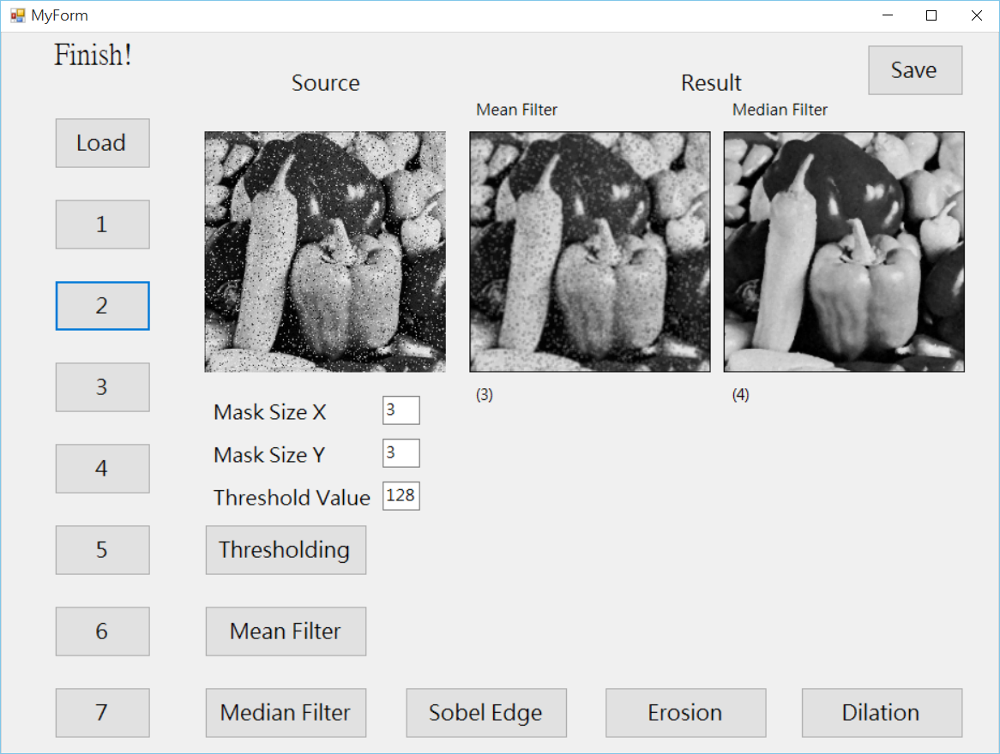 MyForm
Finish!
Save
Source
Result
Mean Filter
Median Filter
Load
1
2
3
4
5
6
7
(3)
(4)
Mask Size X 3
Mask Size Y 3
Threshold Value 128
Thresholding
Mean Filter
Median Filter
Sobel Edge
Erosion
Dilation